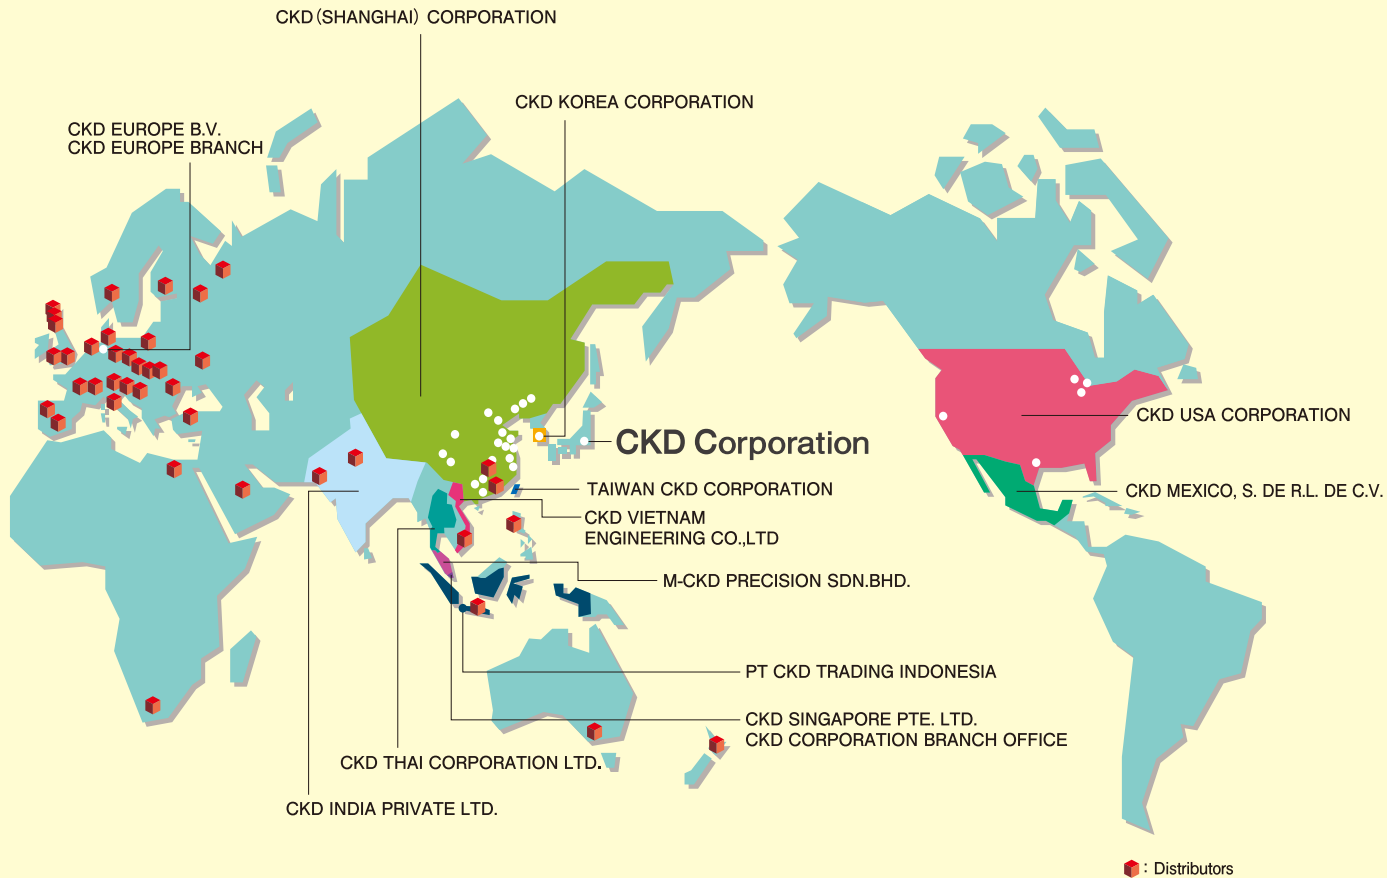 CKD (SHANGHAI) CORPORATION
CKD KOREA CORPORATION
CKD EUROPE B.V.
CKD EUROPE BRANCH
CKD USA CORPORATION
CKD Corporation
TAIWAN CKD CORPORATION
CKD MEXICO, S. DE R.L. DE C.V.
CKD VIETNAM
ENGINEERING CO.,LTD
M-CKD PRECISION SDN.BHD.
PT CKD TRADING INDONESIA
CKD SINGAPORE PTE. LTD.
CKD CORPORATION BRANCH OFFICE
CKD THAI CORPORATION LTD.
CKD INDIA PRIVATE LTD.
: Distributors